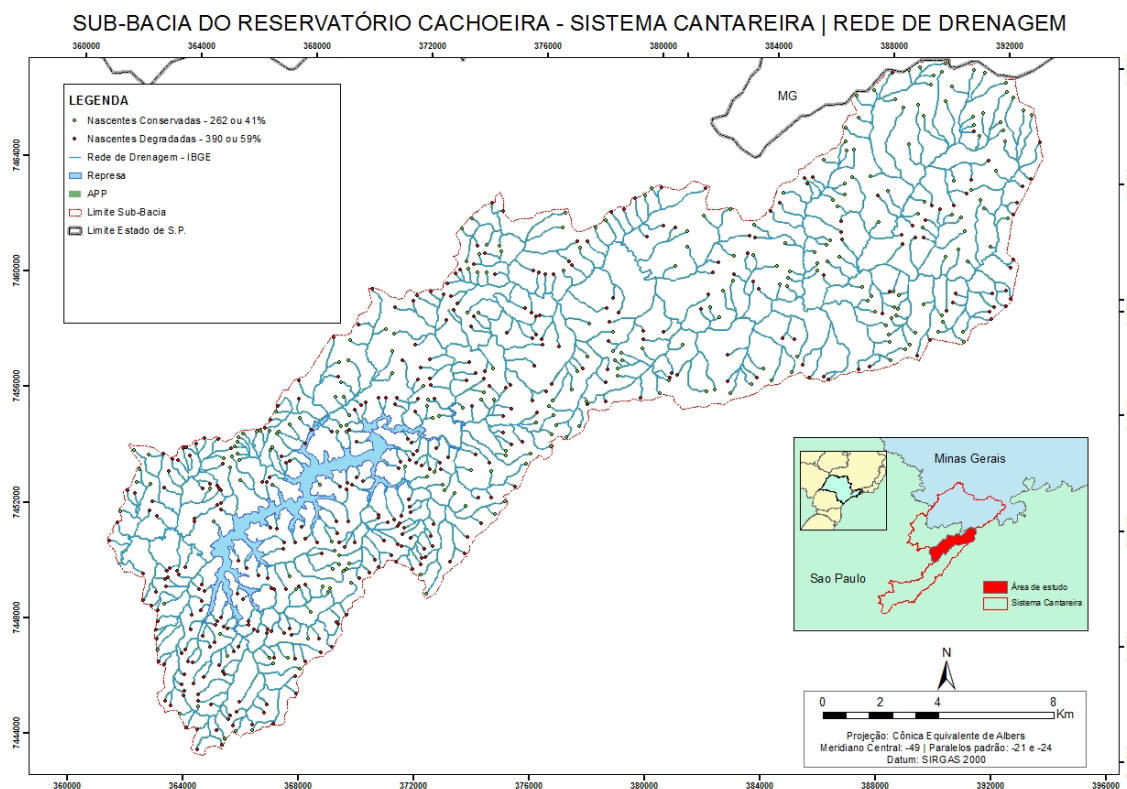 SUB-BACIA DO RESERVATÓRIO CACHOEIRA - SISTEMA CANTAREIRA | REDE DE DRENAGEM
360000 364000 368000 372000 376000 380000 384000 388000 392000
LEGENDA
Nascentes Conservadas - 262 ou 41%
Nascentes Degradadas - 390 ou 59%
Rede de Drenagem - IBGE
Represa
APP
Limite Sub-Bacia
Limite Estado de S.P.
MG
7464000
7460000
7456000
7452000
7448000
7444000
Minas Gerais
Sao Paulo
Área de estudo
Sistema Cantareira
N
0 2 4 8
Km
Projeção: Cônica Equivalente de Albers
Meridiano Central: -49 | Paralelos padrão: -21 e -24
Datum: SIRGAS 2000
360000 364000 368000 372000 376000 380000 384000 388000 392000 396000